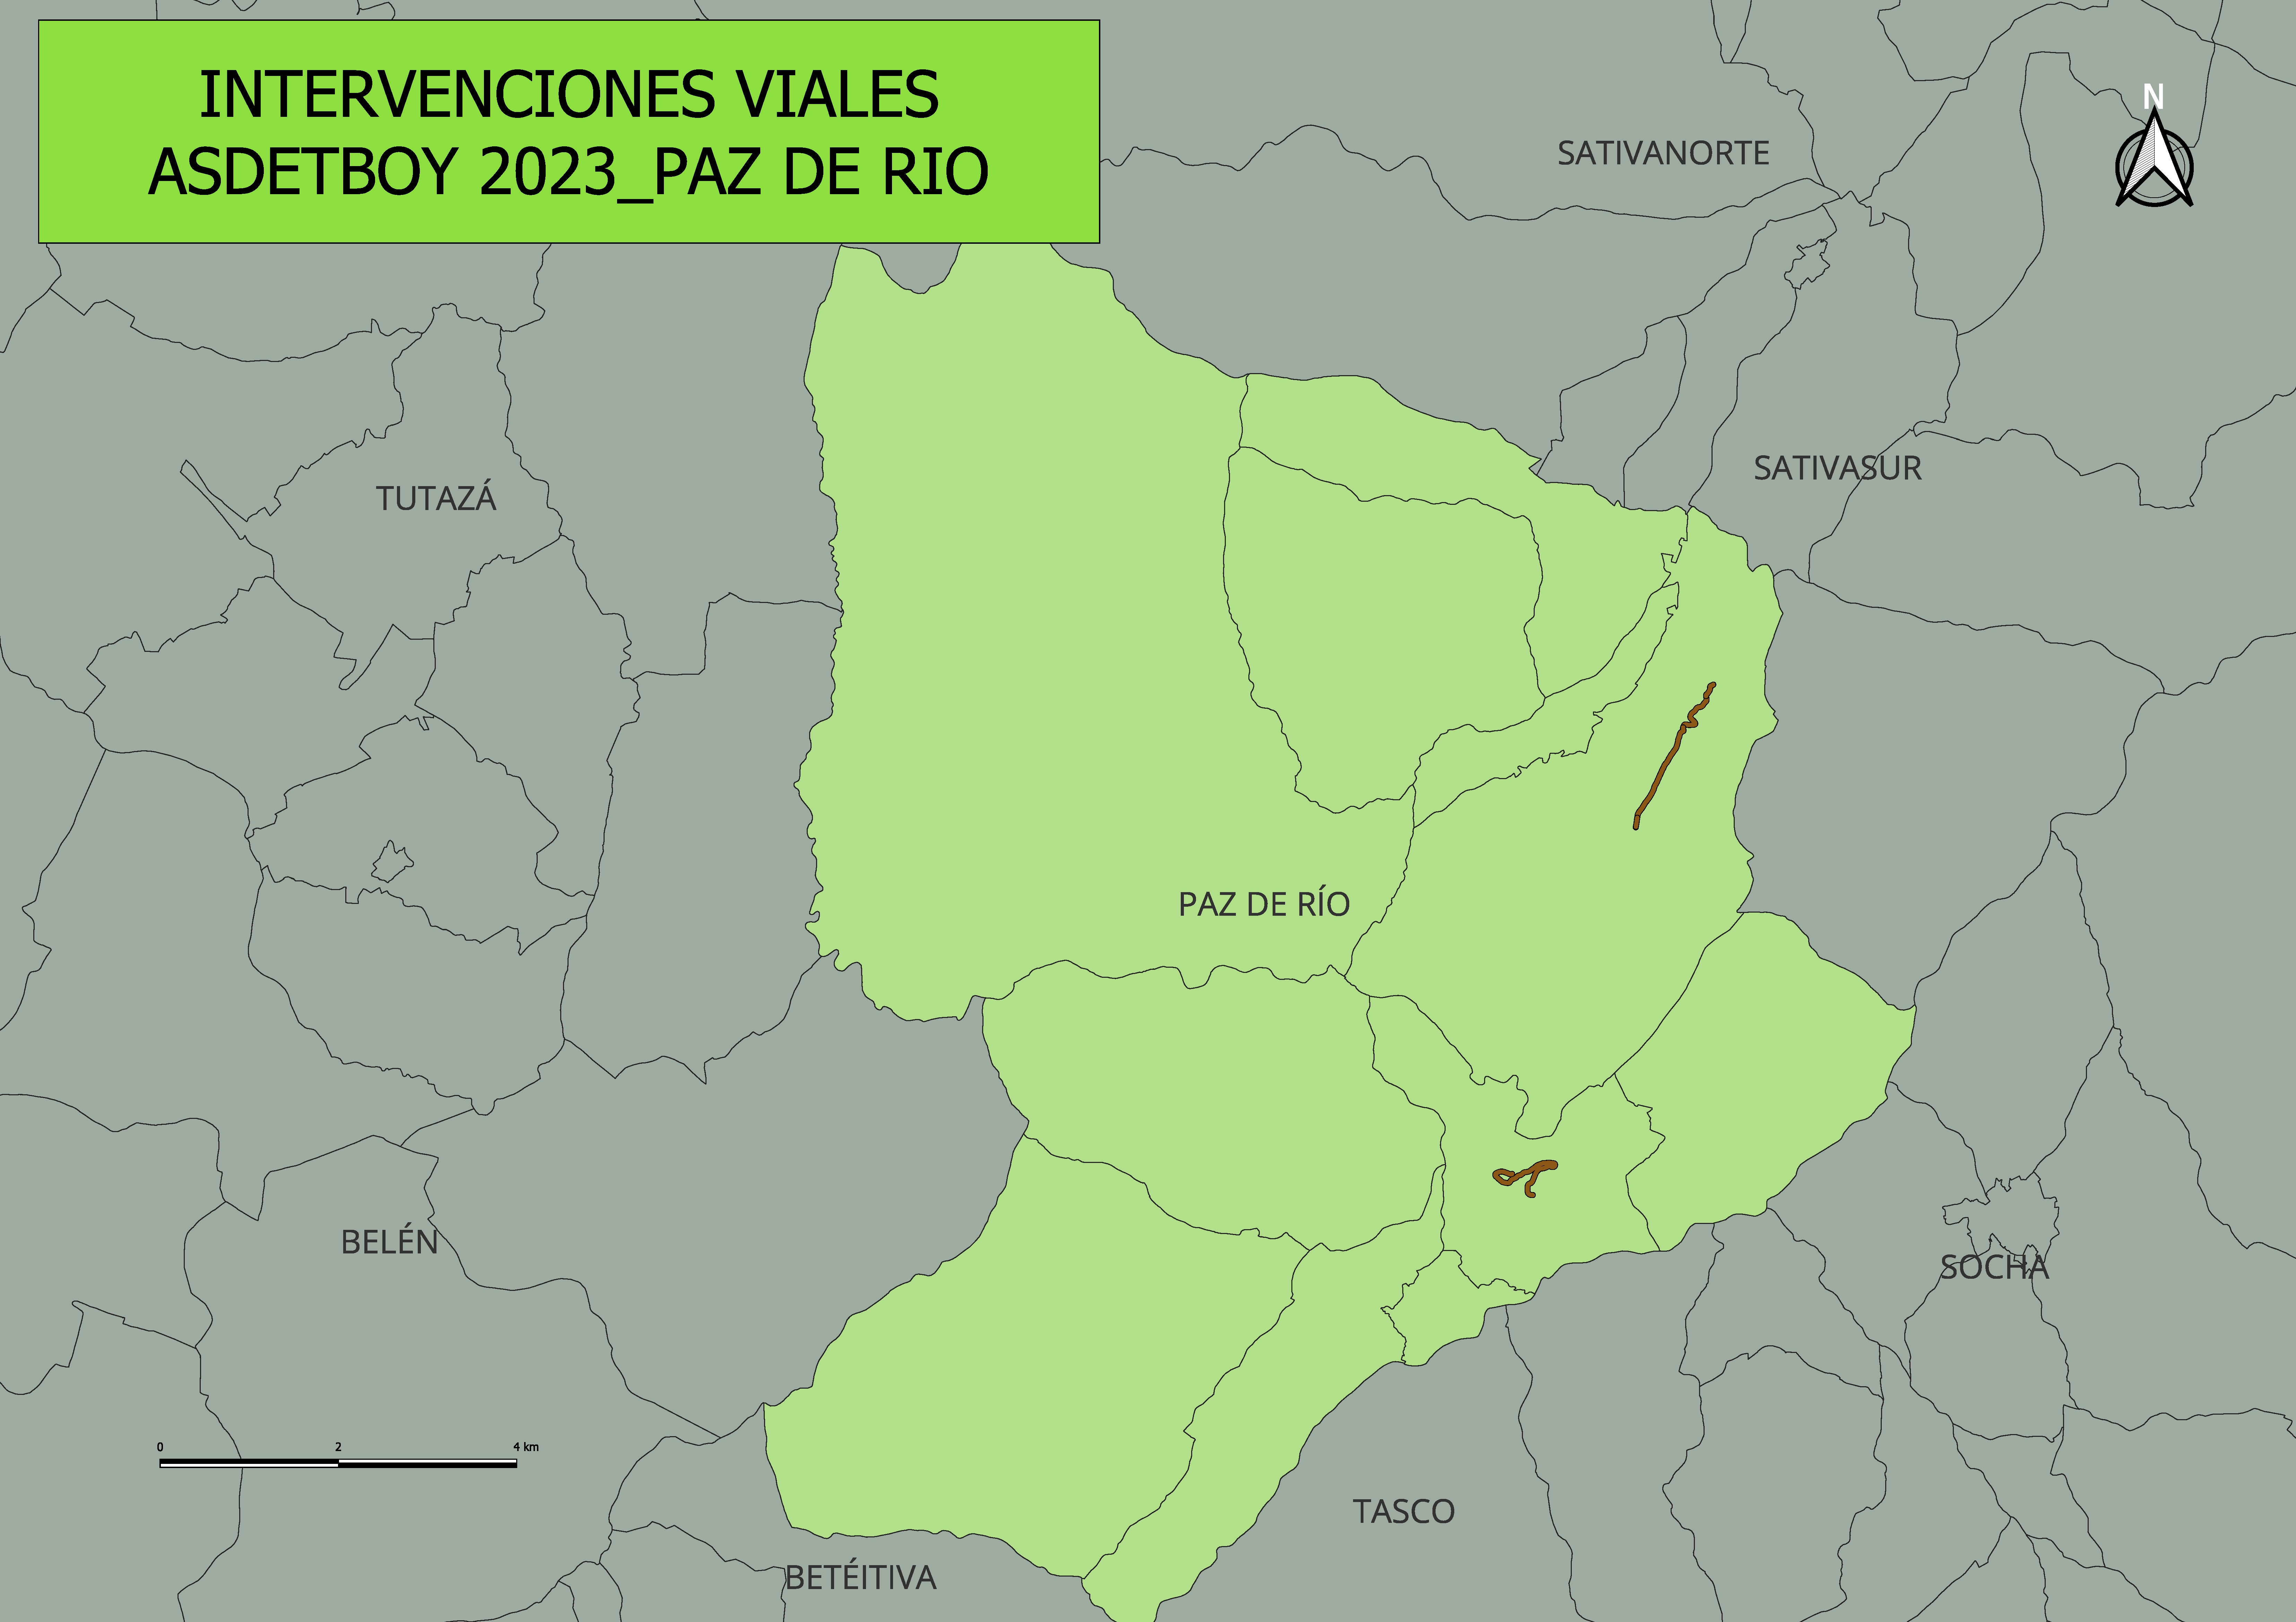 INTERVENCIONES VIALES
ASDETBOY 2023_PAZ DE RIO
N
SATIVANORTE
SATIVASUR
TUTAZÁ
PAZ DE RÍO
BELÉN
SOCHA
0 2 4 km
TASCO
BETÉITIVA